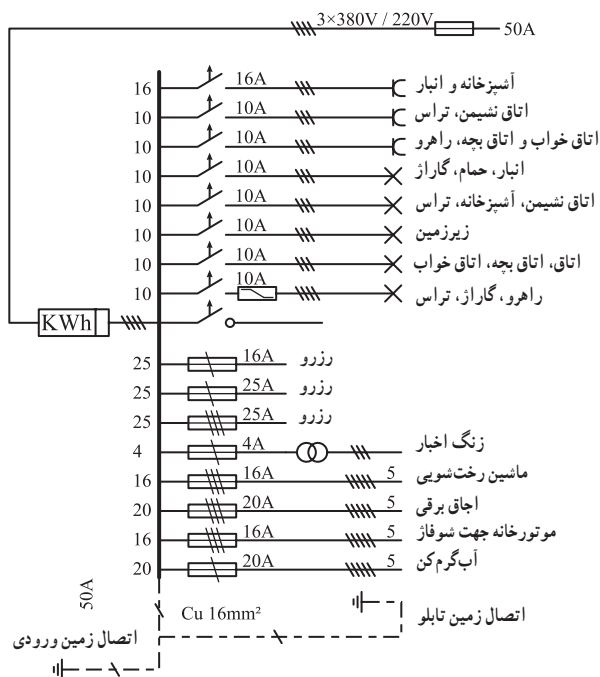 3×380V / 220V 50A
16 16A آشپزخانه و انبار
10 10A اتاق نشیمن، تراس
10 10A اتاق خواب و اتاق بچه، راهرو
10 10A انبار، حمام، گاراژ
10 10A اتاق نشیمن، آشپزخانه، تراس
10 10A زیرزمین
10 10A اتاق، اتاق بچه، اتاق خواب
10 10A راهرو، گاراژ، تراس
KWh
25 16A رزرو
25 25A رزرو
25 25A رزرو
4 4A زنگ اخبار
16 16A 5 ماشین رخت‌شویی
20 20A 5 اجاق برقی
16 16A 5 موتورخانه جهت شوفاژ
20 20A 5 آب‌گرم‌کن
50A
Cu 16mm² اتصال زمین تابلو
اتصال زمین ورودی